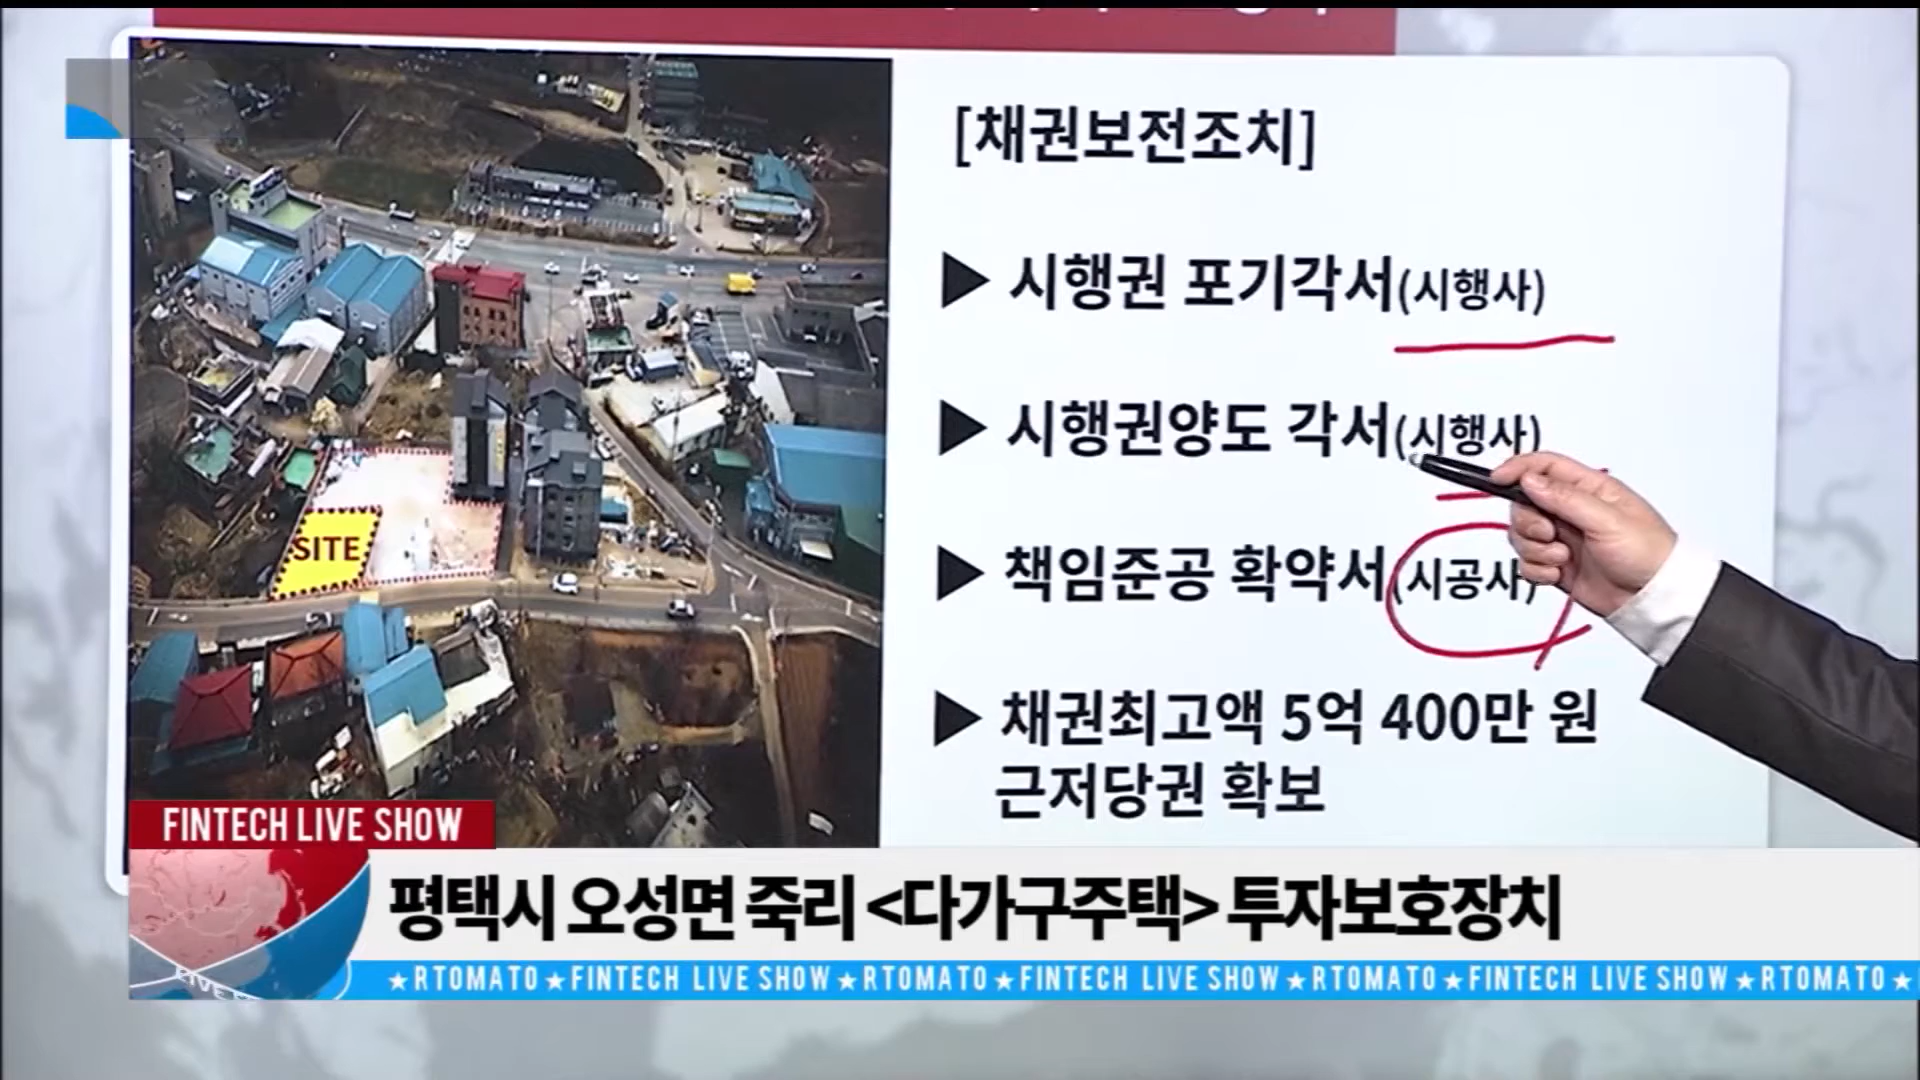 [채권보전조치]
▶ 시행권 포기각서(시행사)
▶ 시행권양도 각서(시행사)
▶ 책임준공 확약서(시공사)
▶ 채권최고액 5억 400만 원
근저당권 확보
SITE
FINTECH LIVE SHOW
평택시 오성면 죽리 <다가구주택> 투자보호장치
★RTOMATO★FINTECH LIVE SHOW★RTOMATO★FINTECH LIVE SHOW★RTOMATO★FINTECH LIVE SHOW★RTOMATO★